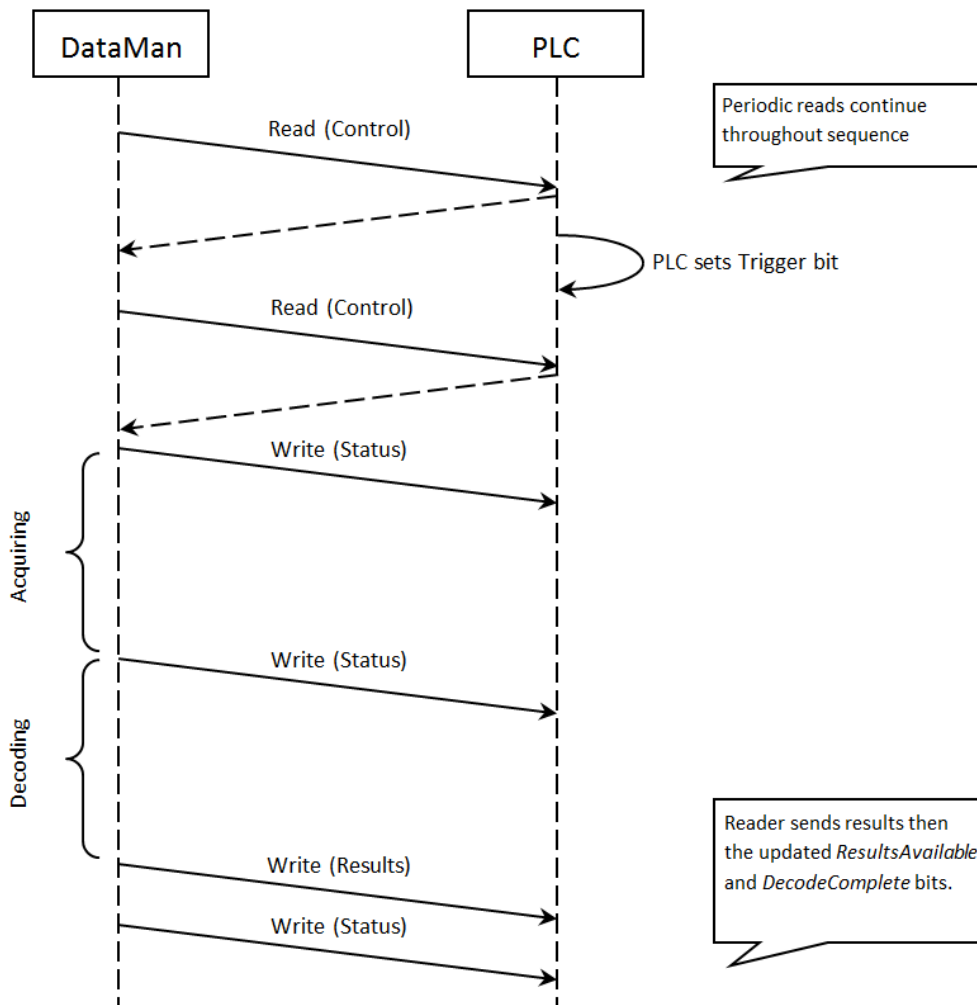 DataMan
PLC
Periodic reads continue
throughout sequence
Read (Control)
PLC sets Trigger bit
Read (Control)
Write (Status)
Acquiring
Write (Status)
Decoding
Reader sends results then
the updated ResultsAvailable
and DecodeComplete bits.
Write (Results)
Write (Status)